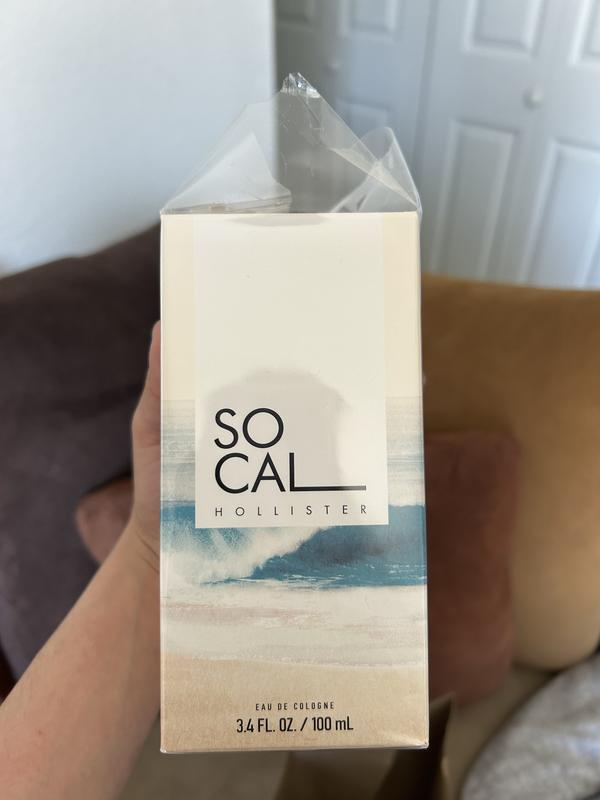 SO
CAL
HOLLISTER
EAU DE COLOGNE
3.4 FL. OZ. / 100 mL